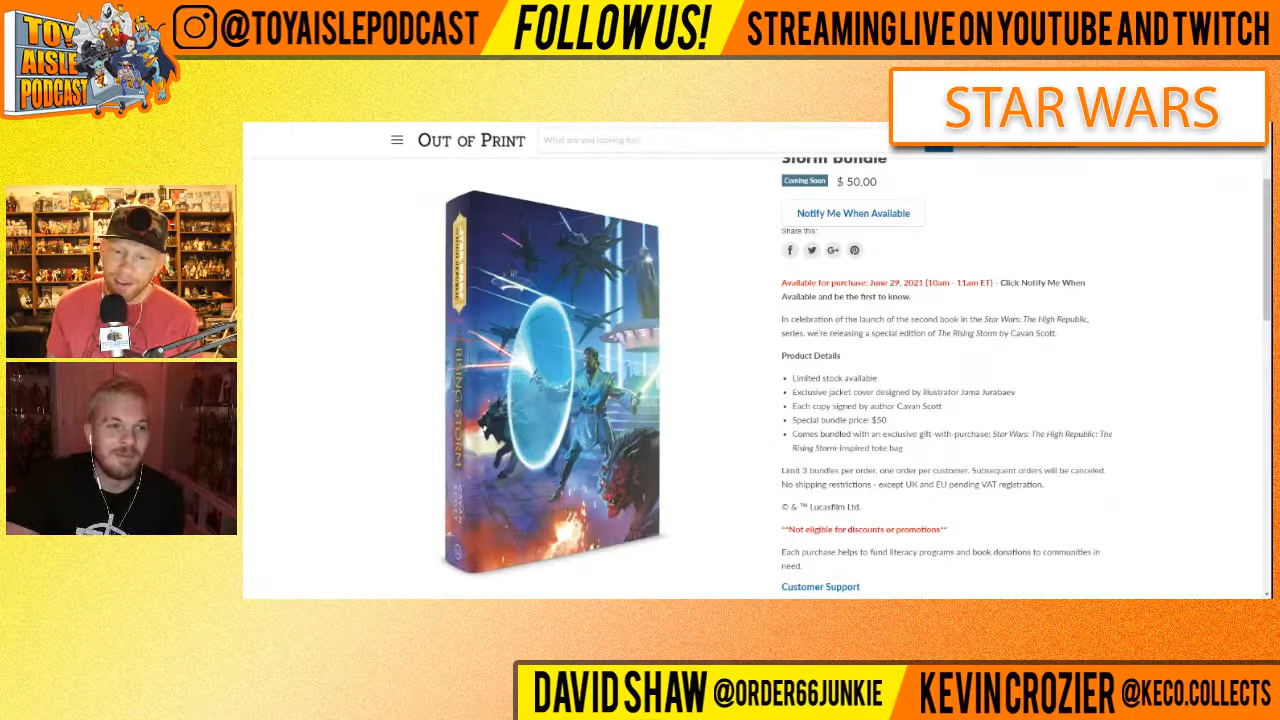 TOY
AISLE
PODCAST
@TOYAISLEPODCAST
FOLLOW US!
STREAMING LIVE ON YOUTUBE AND TWITCH
STAR WARS
OUT OF PRINT
What are you looking for?
Storm bundle
Coming Soon
$ 50.00
Notify Me When Available
Share this:
Available for purchase: June 29, 2021 (10am - 11am ET) - Click Notify Me When
Available and be the first to know.
In celebration of the launch of the second book in the Star Wars: The High Republic,
series, we're releasing a special edition of The Rising Storm by Cavan Scott.
Product Details
Limited stock available
Exclusive jacket cover designed by illustrator Jama Jurabaev
Each copy signed by author Cavan Scott
Special bundle price: $50
Comes bundled with an exclusive gift-with-purchase: Star Wars: The High Republic: The
Rising Storm-inspired tote bag
Limit 3 bundles per order, one order per customer. Subsequent orders will be canceled.
No shipping restrictions - except UK and EU pending VAT registration.
© & ™ Lucasfilm Ltd.
**Not eligible for discounts or promotions**
Each purchase helps to fund literacy programs and book donations to communities in
need.
Customer Support
THE RISING STORM
CAVAN
SCOTT
DAVID SHAW @ORDER66JUNKIE
KEVIN CROZIER @KECO.COLLECTS